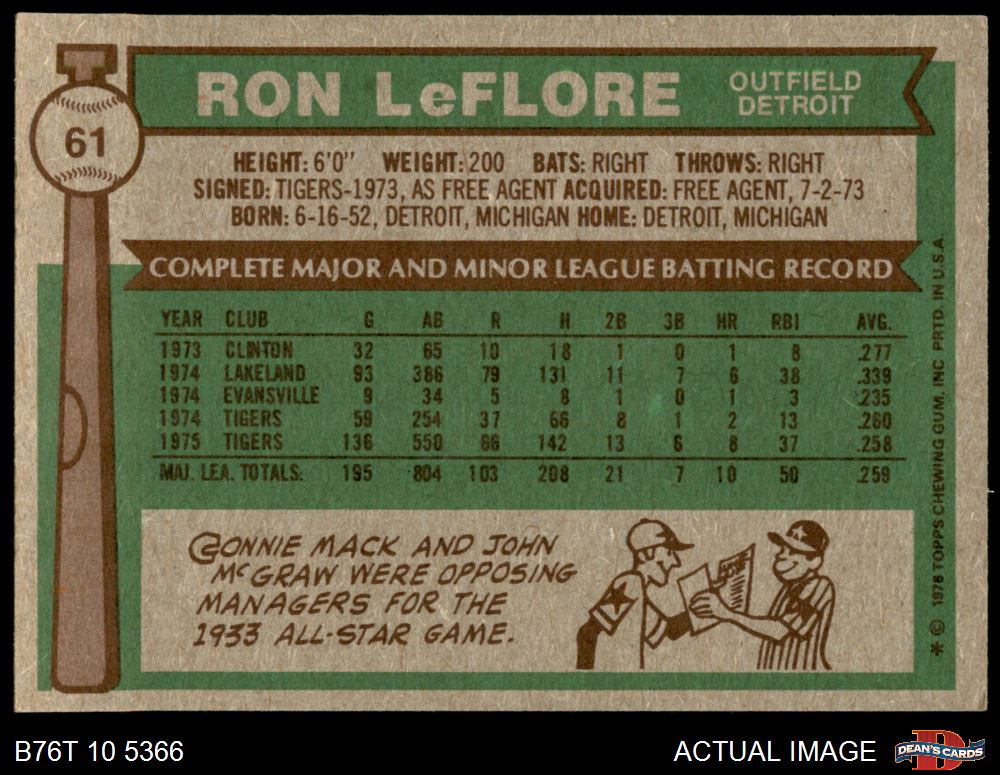 61
RON LeFLORE
OUTFIELD
DETROIT
HEIGHT: 6'0" WEIGHT: 200 BATS: RIGHT THROWS: RIGHT
SIGNED: TIGERS-1973, AS FREE AGENT ACQUIRED: FREE AGENT, 7-2-73
BORN: 6-16-52, DETROIT, MICHIGAN HOME: DETROIT, MICHIGAN
COMPLETE MAJOR AND MINOR LEAGUE BATTING RECORD
YEAR CLUB G AB R H 2B 3B HR RBI AVG.
1973 CLINTON 32 65 10 18 1 0 1 8 .277
1974 LAKELAND 93 386 79 131 11 7 6 38 .339
1974 EVANSVILLE 9 34 5 8 1 0 1 3 .235
1974 TIGERS 59 254 37 66 8 1 2 13 .260
1975 TIGERS 136 550 66 142 13 6 8 37 .258
MAJ. LEA. TOTALS: 195 804 103 208 21 7 10 50 .259
CONNIE MACK AND JOHN
McGRAW WERE OPPOSING
MANAGERS FOR THE
1933 ALL-STAR GAME.
* © 1976 TOPPS CHEWING GUM, INC PRTD. IN U.S.A.
B76T 10 5366
ACTUAL IMAGE
DEAN'S CARDS